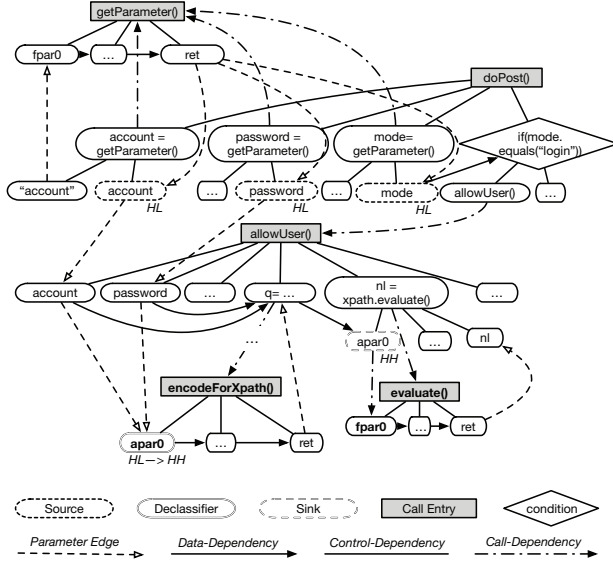 getParameter()
fpar0
...
ret
doPost()
account =
getParameter()
password =
getParameter()
mode=
getParameter()
if(mode.
equals("login"))
"account"
account
HL
...
password
HL
...
mode
HL
allowUser()
...
allowUser()
account
password
...
q= ...
nl =
xpath.evaluate()
...
apar0
HH
...
nl
...
encodeForXpath()
evaluate()
fpar0
...
ret
apar0
HL—> HH
...
ret
Source
Declassifier
Sink
Call Entry
condition
Parameter Edge
Data-Dependency
Control-Dependency
Call-Dependency